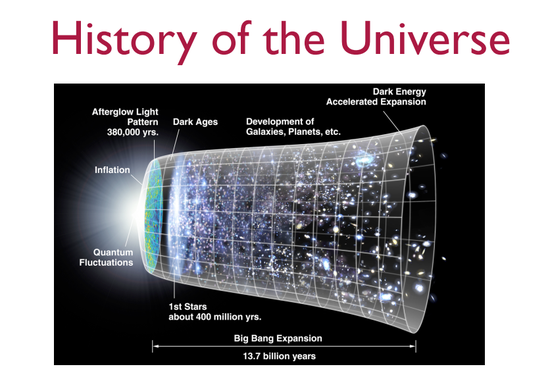 History of the Universe
Dark Energy
Accelerated Expansion
Afterglow Light
Pattern
380,000 yrs.
Dark Ages
Development of
Galaxies, Planets, etc.
Inflation
Quantum
Fluctuations
1st Stars
about 400 million yrs.
Big Bang Expansion
13.7 billion years